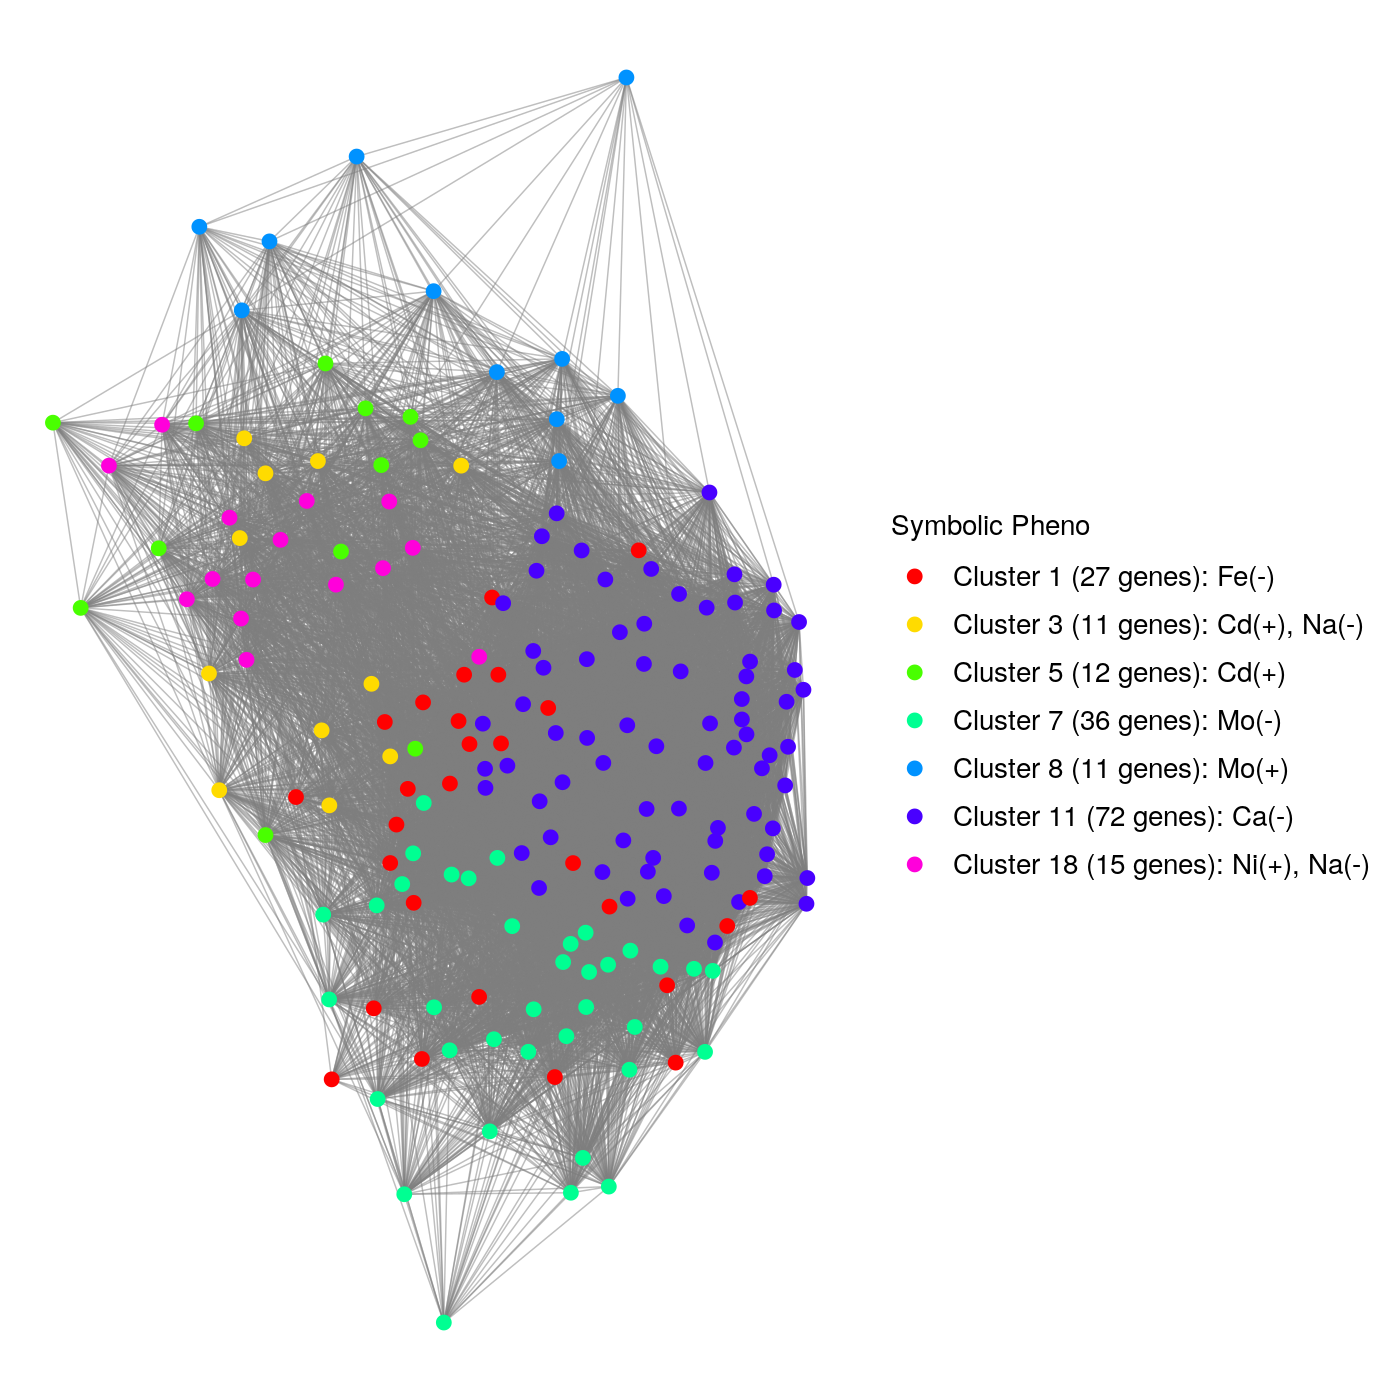 Symbolic Pheno
Cluster 1 (27 genes): Fe(-)
Cluster 3 (11 genes): Cd(+), Na(-)
Cluster 5 (12 genes): Cd(+)
Cluster 7 (36 genes): Mo(-)
Cluster 8 (11 genes): Mo(+)
Cluster 11 (72 genes): Ca(-)
Cluster 18 (15 genes): Ni(+), Na(-)